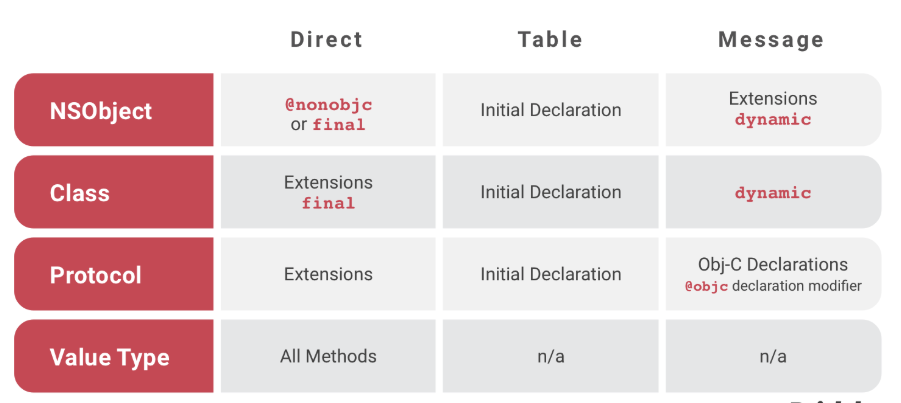 Direct Table Message
NSObject
@nonobjc
or final
Initial Declaration
Extensions
dynamic
Class
Extensions
final
Initial Declaration
dynamic
Protocol
Extensions
Initial Declaration
Obj-C Declarations
@objc declaration modifier
Value Type
All Methods
n/a
n/a